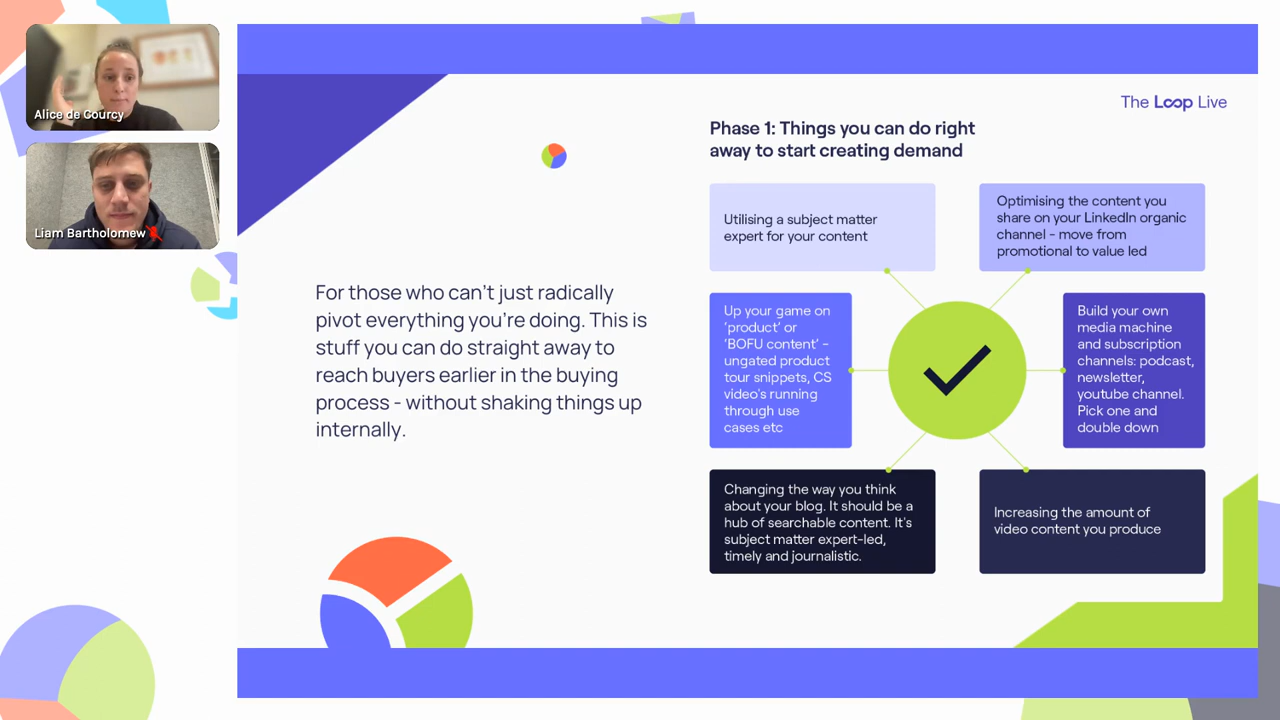 Alice de Courcy
Liam Bartholomew
The Loop Live
Phase 1: Things you can do right
away to start creating demand
For those who can't just radically
pivot everything you're doing. This is
stuff you can do straight away to
reach buyers earlier in the buying
process - without shaking things up
internally.
Utilising a subject matter
expert for your content
Optimising the content you
share on your LinkedIn organic
channel - move from
promotional to value led
Up your game on
'product' or
'BOFU content' -
ungated product
tour snippets, CS
video's running
through use
cases etc
Build your own
media machine
and subscription
channels: podcast,
newsletter,
youtube channel.
Pick one and
double down
Changing the way you think
about your blog. It should be a
hub of searchable content. It's
subject matter expert-led,
timely and journalistic.
Increasing the amount of
video content you produce